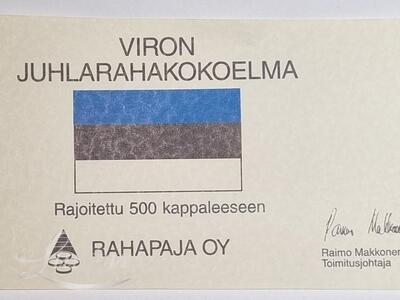 VIRON
JUHLARAHAKOKOELMA
Rajoitettu 500 kappaleeseen
RAHAPAJA OY
Raimo Makkonen
Toimitusjohtaja